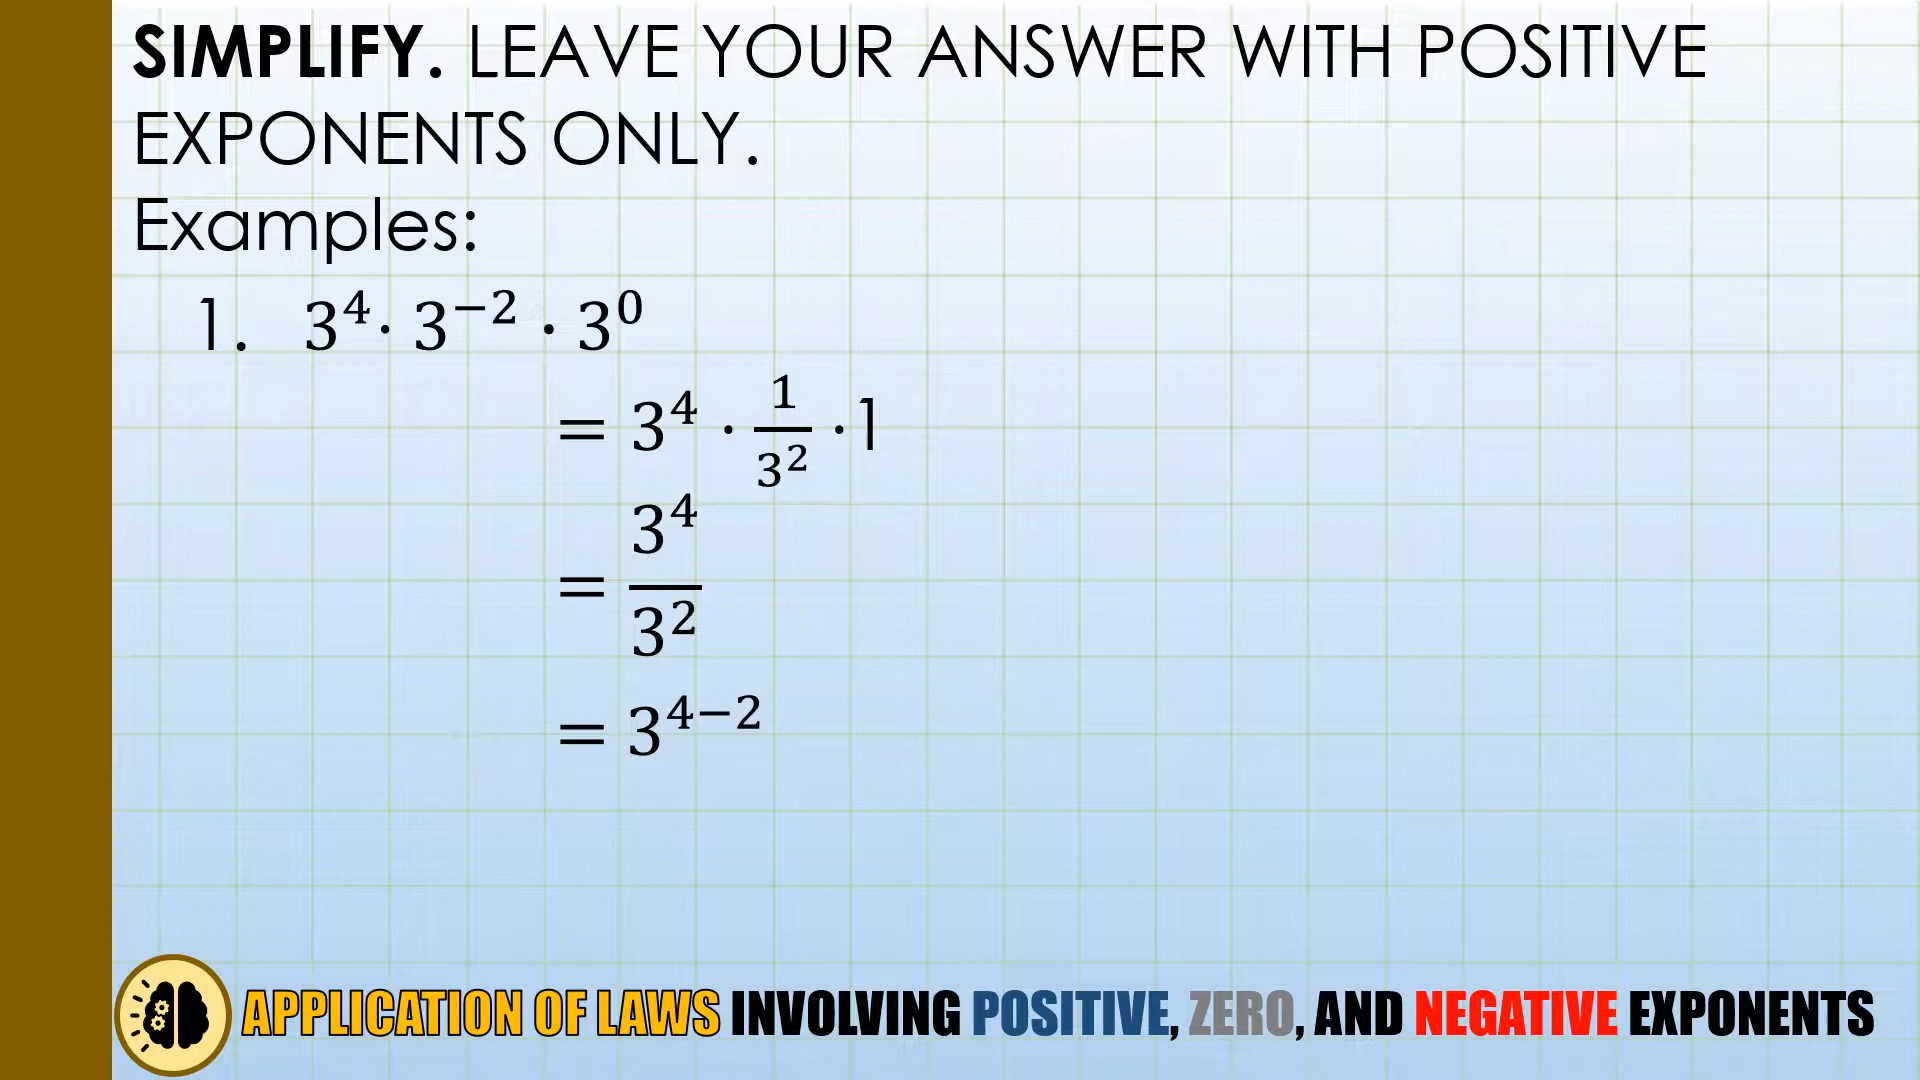 SIMPLIFY. LEAVE YOUR ANSWER WITH POSITIVE
EXPONENTS ONLY.
Examples:
1. 3⁴· 3⁻² · 3⁰
= 3⁴ · 1/3² · 1
= 3⁴/3²
= 3⁴⁻²
APPLICATION OF LAWS INVOLVING POSITIVE, ZERO, AND NEGATIVE EXPONENTS